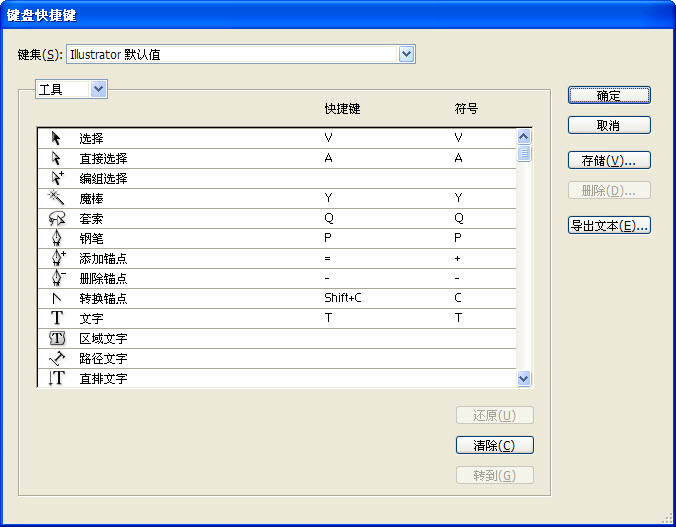 键盘快捷键
键集(S): Illustrator 默认值
工具
快捷键 符号
确定
选择 V V
取消
直接选择 A A
存储(V)...
编组选择
删除(D)...
魔棒 Y Y
套索 Q Q
导出文本(E)...
钢笔 P P
添加锚点 = +
删除锚点 - -
转换锚点 Shift+C C
T 文字 T T
T 区域文字
路径文字
T 直排文字
还原(U)
清除(C)
转到(G)